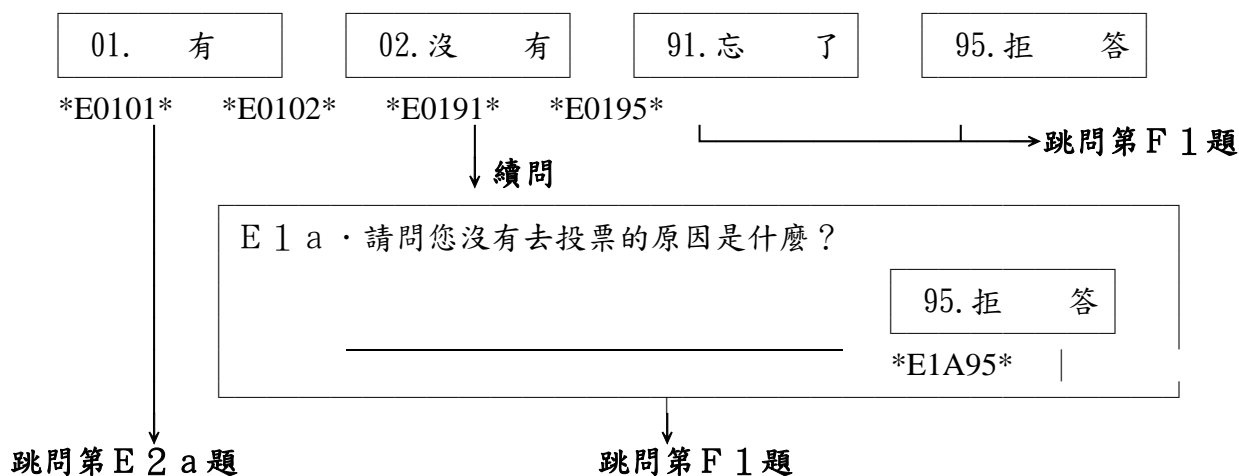 01.　　有　02.沒　　有　91.忘　　了　95.拒　　答
*E0101*　*E0102*　*E0191*　*E0195*
跳問第Ｆ１題
續問
Ｅ１ａ．請問您沒有去投票的原因是什麼？
95.拒　　答
*E1A95*
跳問第Ｅ２ａ題　跳問第Ｆ１題